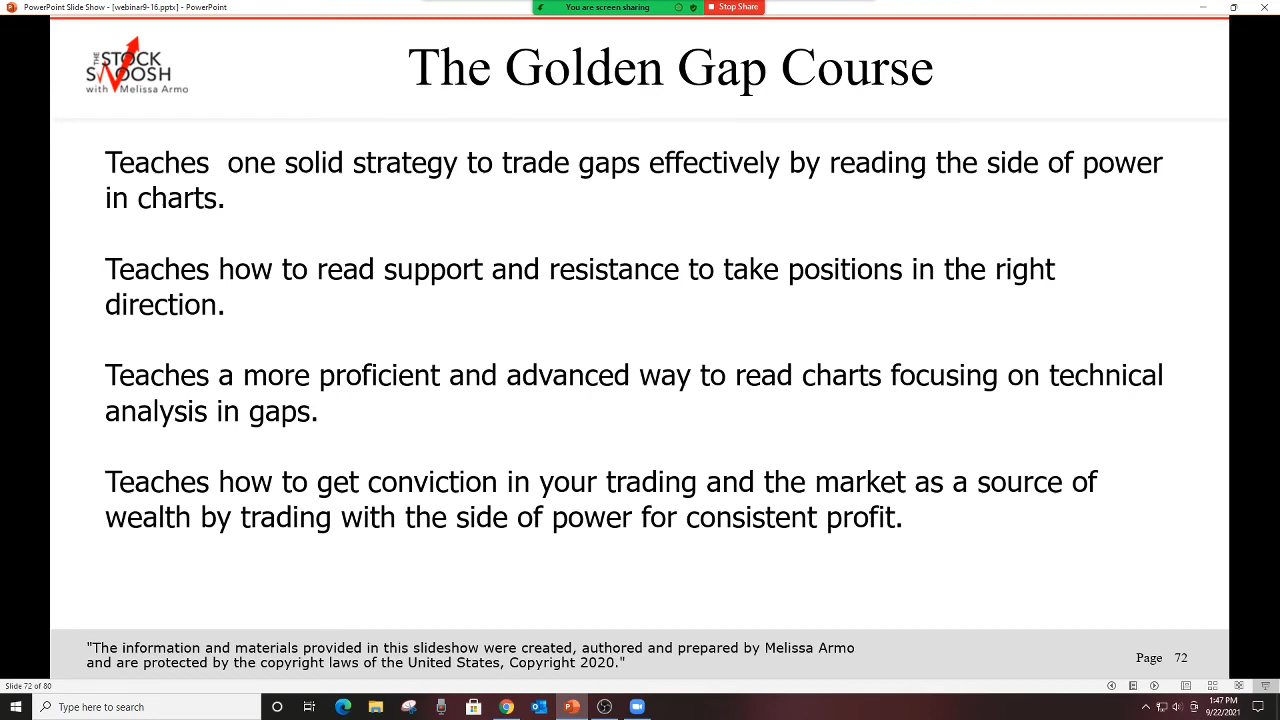 PowerPoint Slide Show - [webinar9-16.pptx] - PowerPoint
You are screen sharing
Stop Share
THE STOCK
SWOOSH
with Melissa Armo
The Golden Gap Course
Teaches  one solid strategy to trade gaps effectively by reading the side of power
in charts.
Teaches how to read support and resistance to take positions in the right
direction.
Teaches a more proficient and advanced way to read charts focusing on technical
analysis in gaps.
Teaches how to get conviction in your trading and the market as a source of
wealth by trading with the side of power for consistent profit.
"The information and materials provided in this slideshow were created, authored and prepared by Melissa Armo
and are protected by the copyright laws of the United States, Copyright 2020."
Page 72
Slide 72 of 80
Type here to search
1:47 PM
9/22/2021